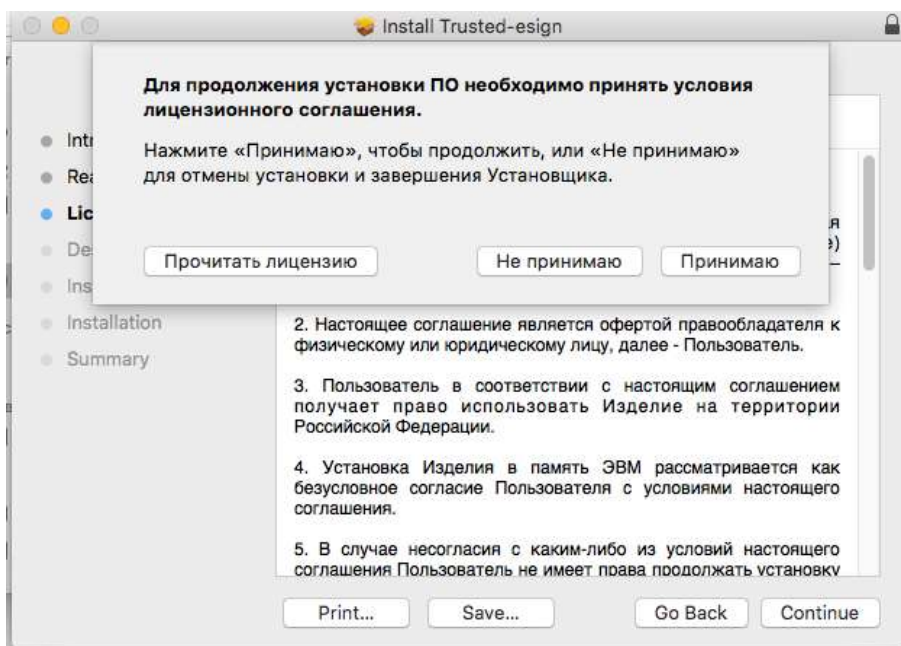 Install Trusted-esign
Для продолжения установки ПО необходимо принять условия
лицензионного соглашения.
Нажмите «Принимаю», чтобы продолжить, или «Не принимаю»
для отмены установки и завершения Установщика.
Прочитать лицензию
Не принимаю
Принимаю
Lic
Installation
Summary
2. Настоящее соглашение является офертой правообладателя к
физическому или юридическому лицу, далее - Пользователь.
3. Пользователь в соответствии с настоящим соглашением
получает право использовать Изделие на территории
Российской Федерации.
4. Установка Изделия в память ЭВМ рассматривается как
безусловное согласие Пользователя с условиями настоящего
соглашения.
5. В случае несогласия с каким-либо из условий настоящего
соглашения Пользователь не имеет права продолжать установку
Print...
Save...
Go Back
Continue